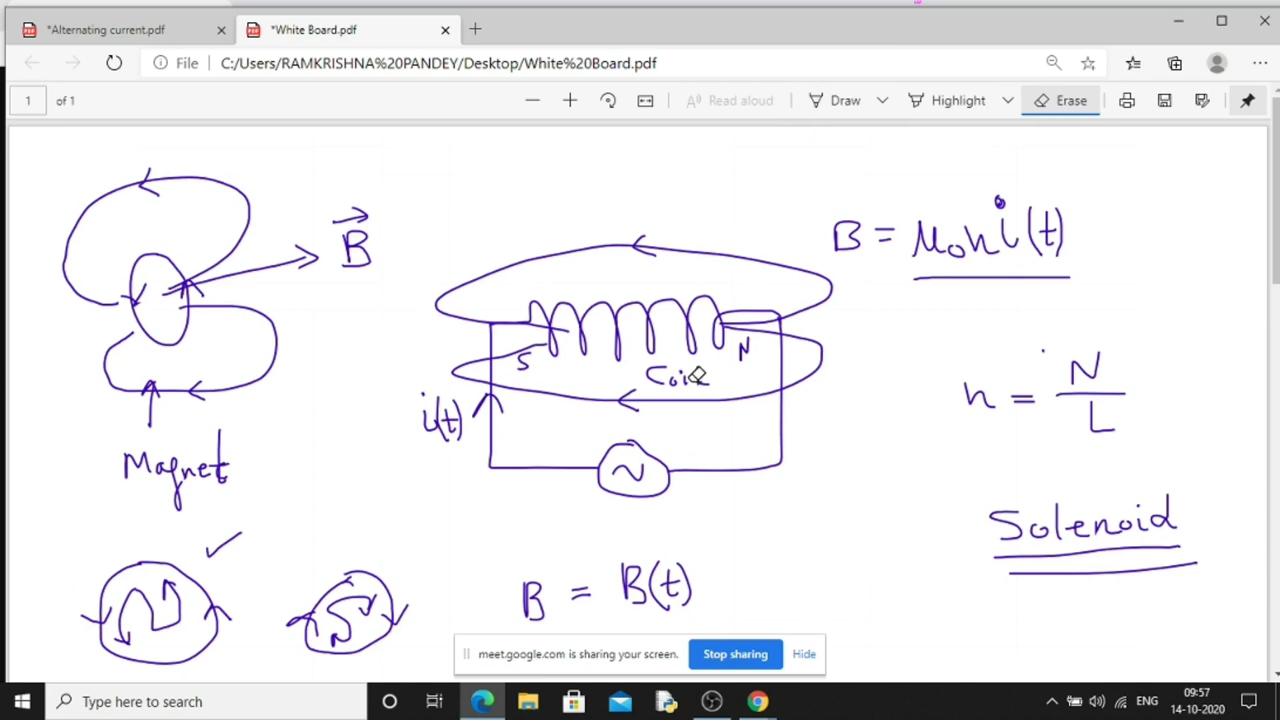 *Alternating current.pdf
*White Board.pdf
File
C:/Users/RAMKRISHNA%20PANDEY/Desktop/White%20Board.pdf
1 of 1
Read aloud
Draw
Highlight
Erase
B
B = μ₀ni(t)
S
N
i(t)
n = N/L
Magnet
Solenoid
N
S
B = B(t)
meet.google.com is sharing your screen.
Stop sharing
Hide
Type here to search
ENG
09:57
14-10-2020